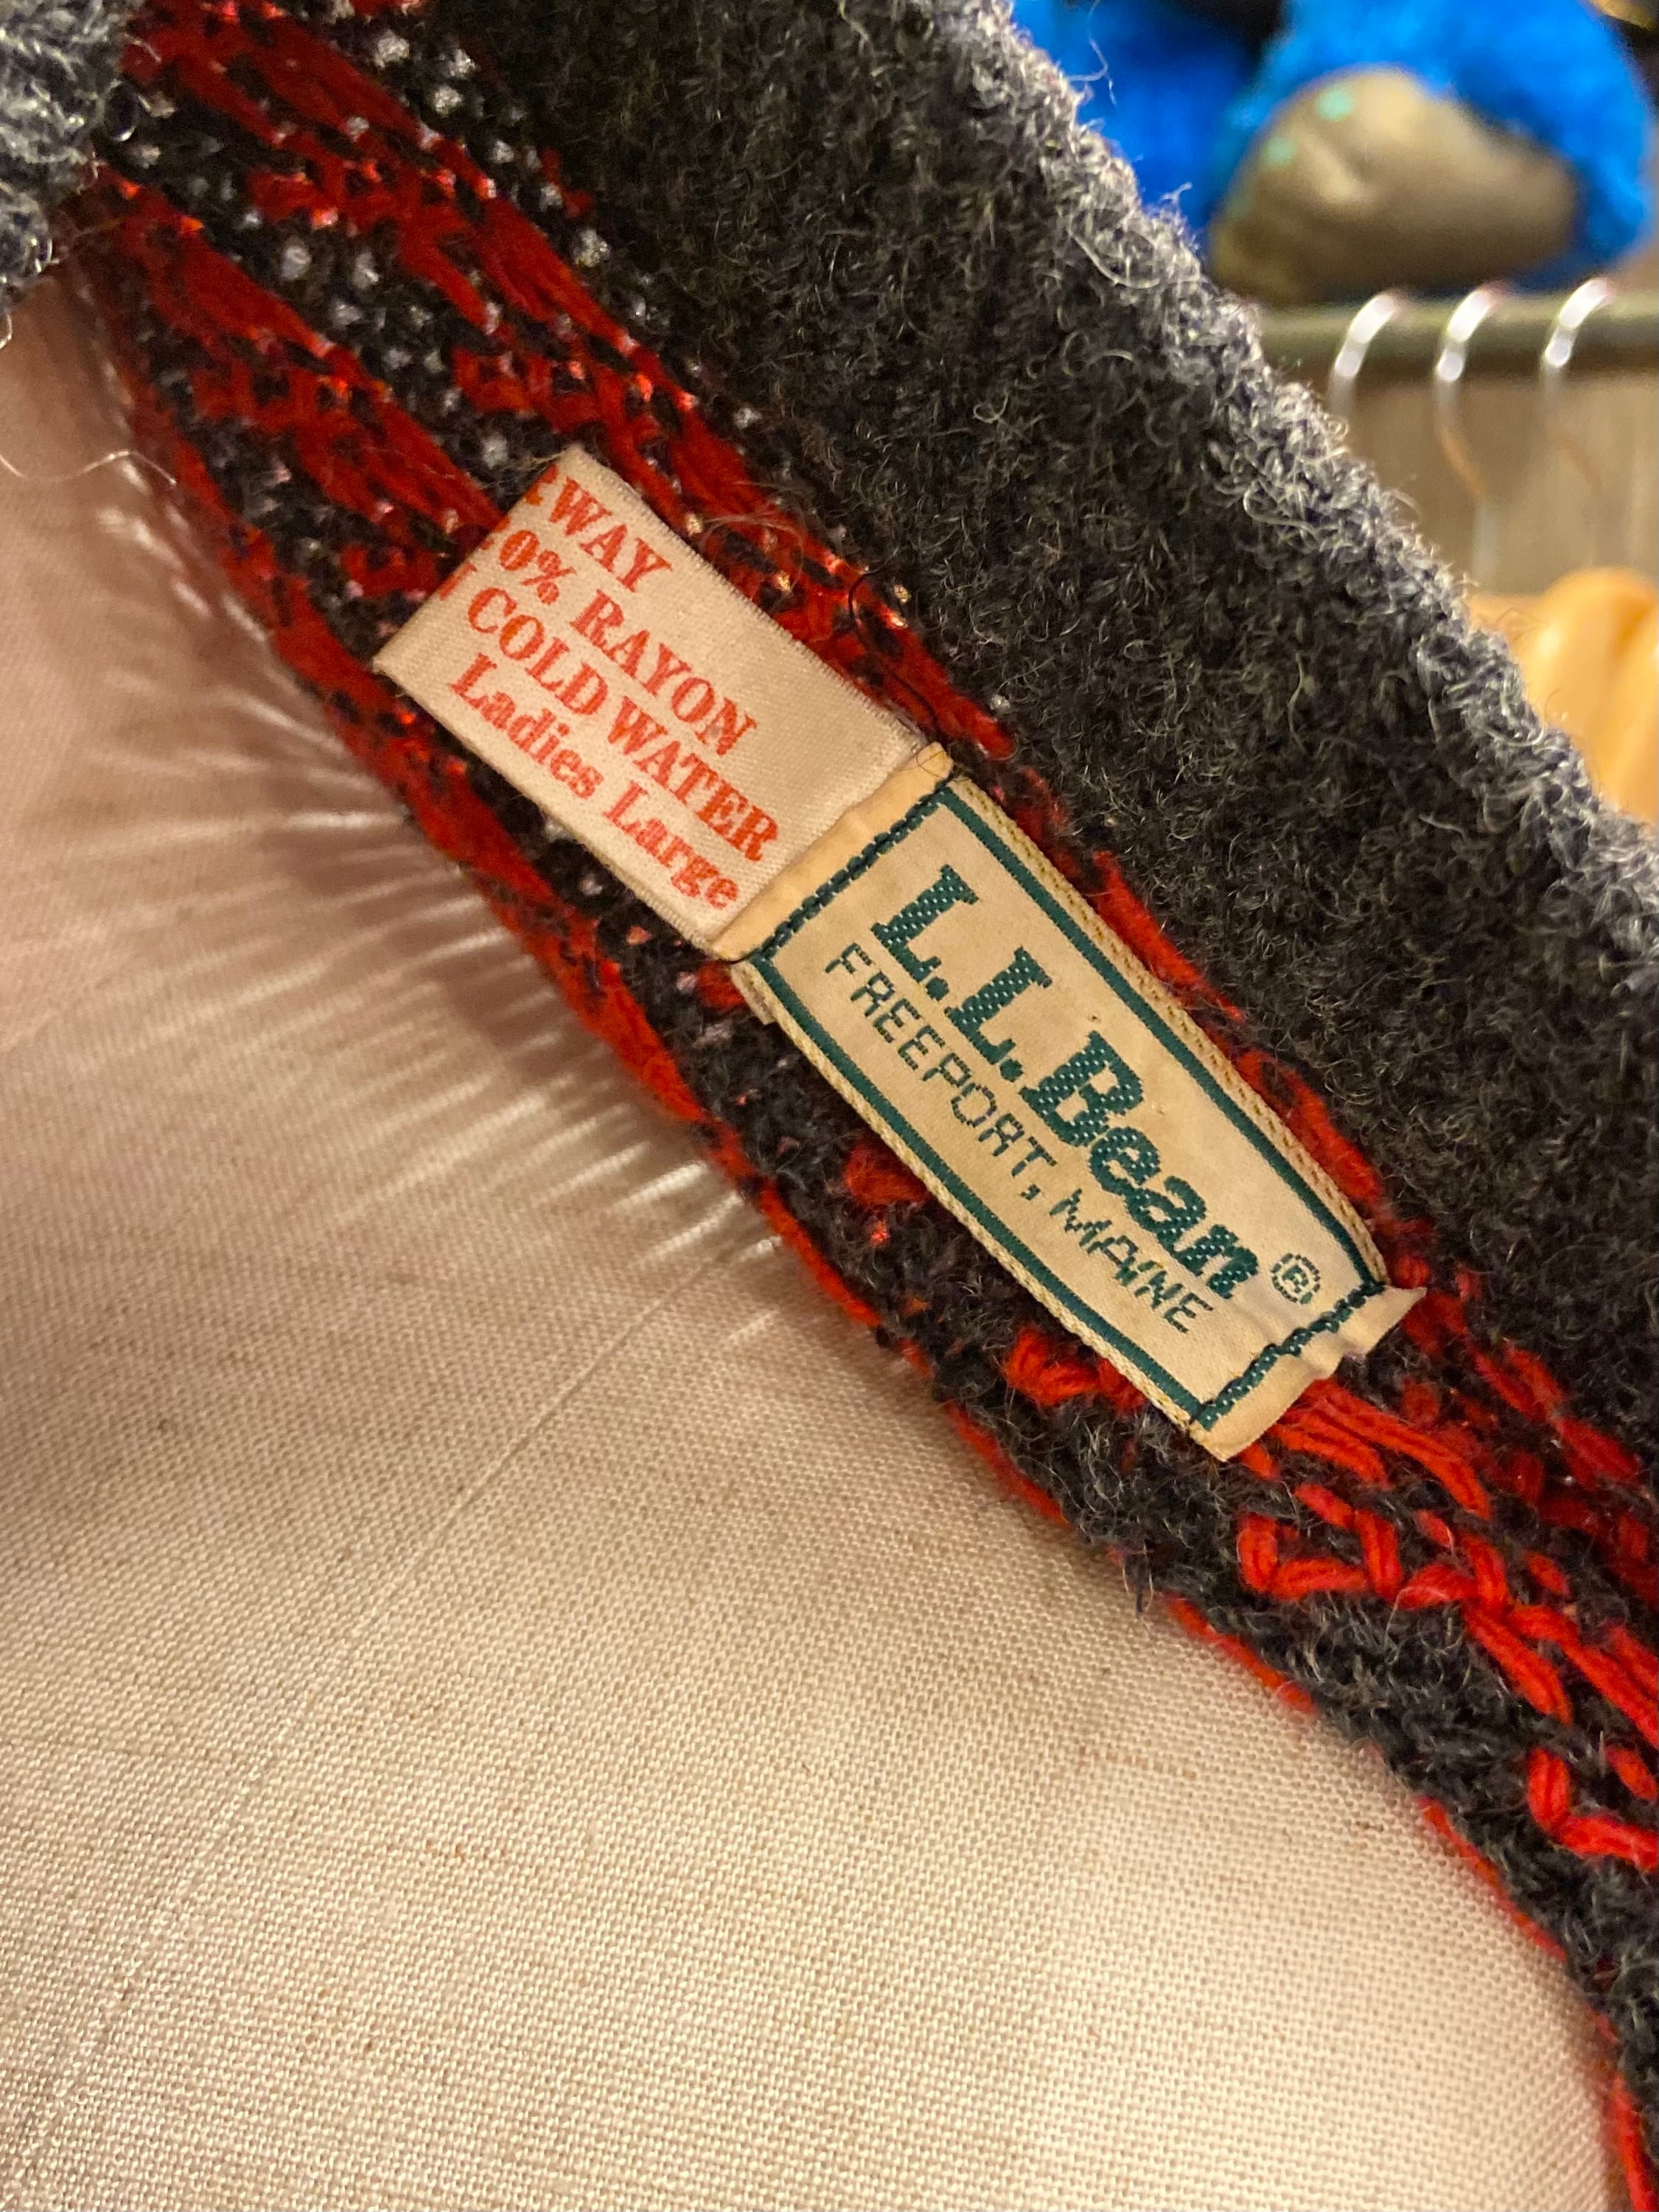 WAY
0% RAYON
COLD WATER
Ladies Large
L.L.Bean®
FREEPORT, MAINE